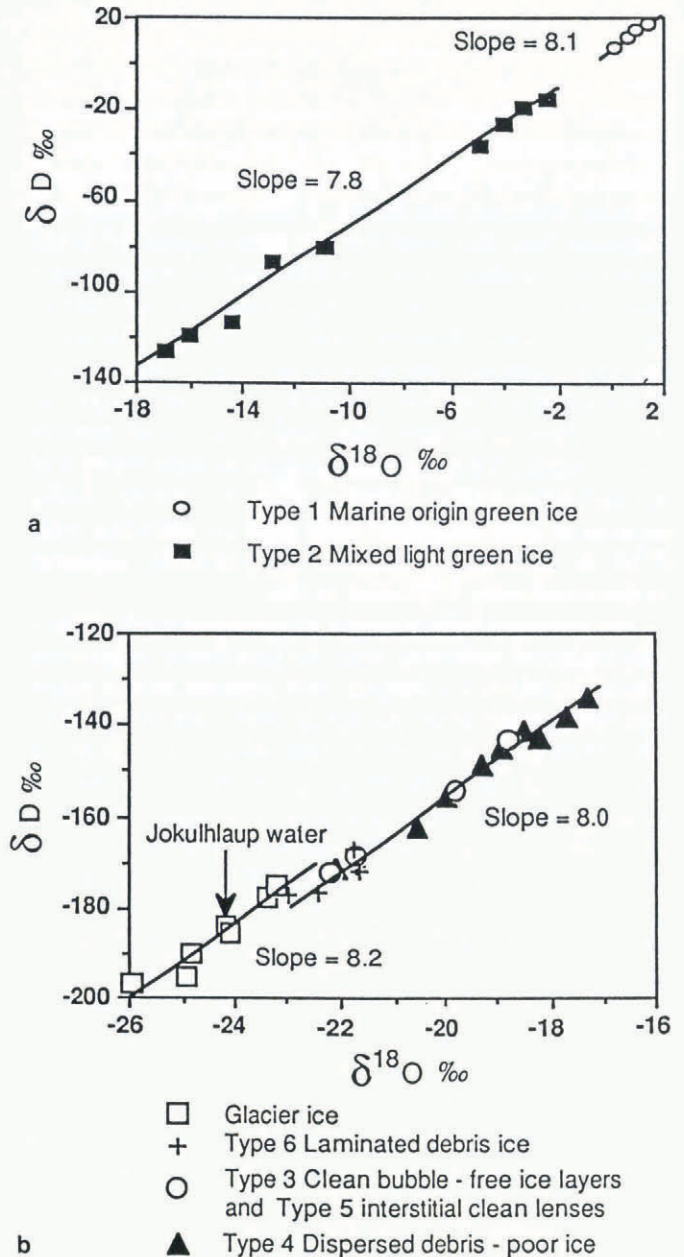 20
-20
-60
-100
-140
δ D ‰
Slope = 8.1
Slope = 7.8
-18
-14
-10
-6
-2
2
δ18O ‰
a
Type 1 Marine origin green ice
Type 2 Mixed light green ice
-120
-140
-160
-180
-200
δ D ‰
Jokulhlaup water
Slope = 8.0
Slope = 8.2
-26
-24
-22
-20
-18
-16
δ18O ‰
Glacier ice
Type 6 Laminated debris ice
Type 3 Clean bubble - free ice layers
and Type 5 interstitial clean lenses
b
Type 4 Dispersed debris - poor ice